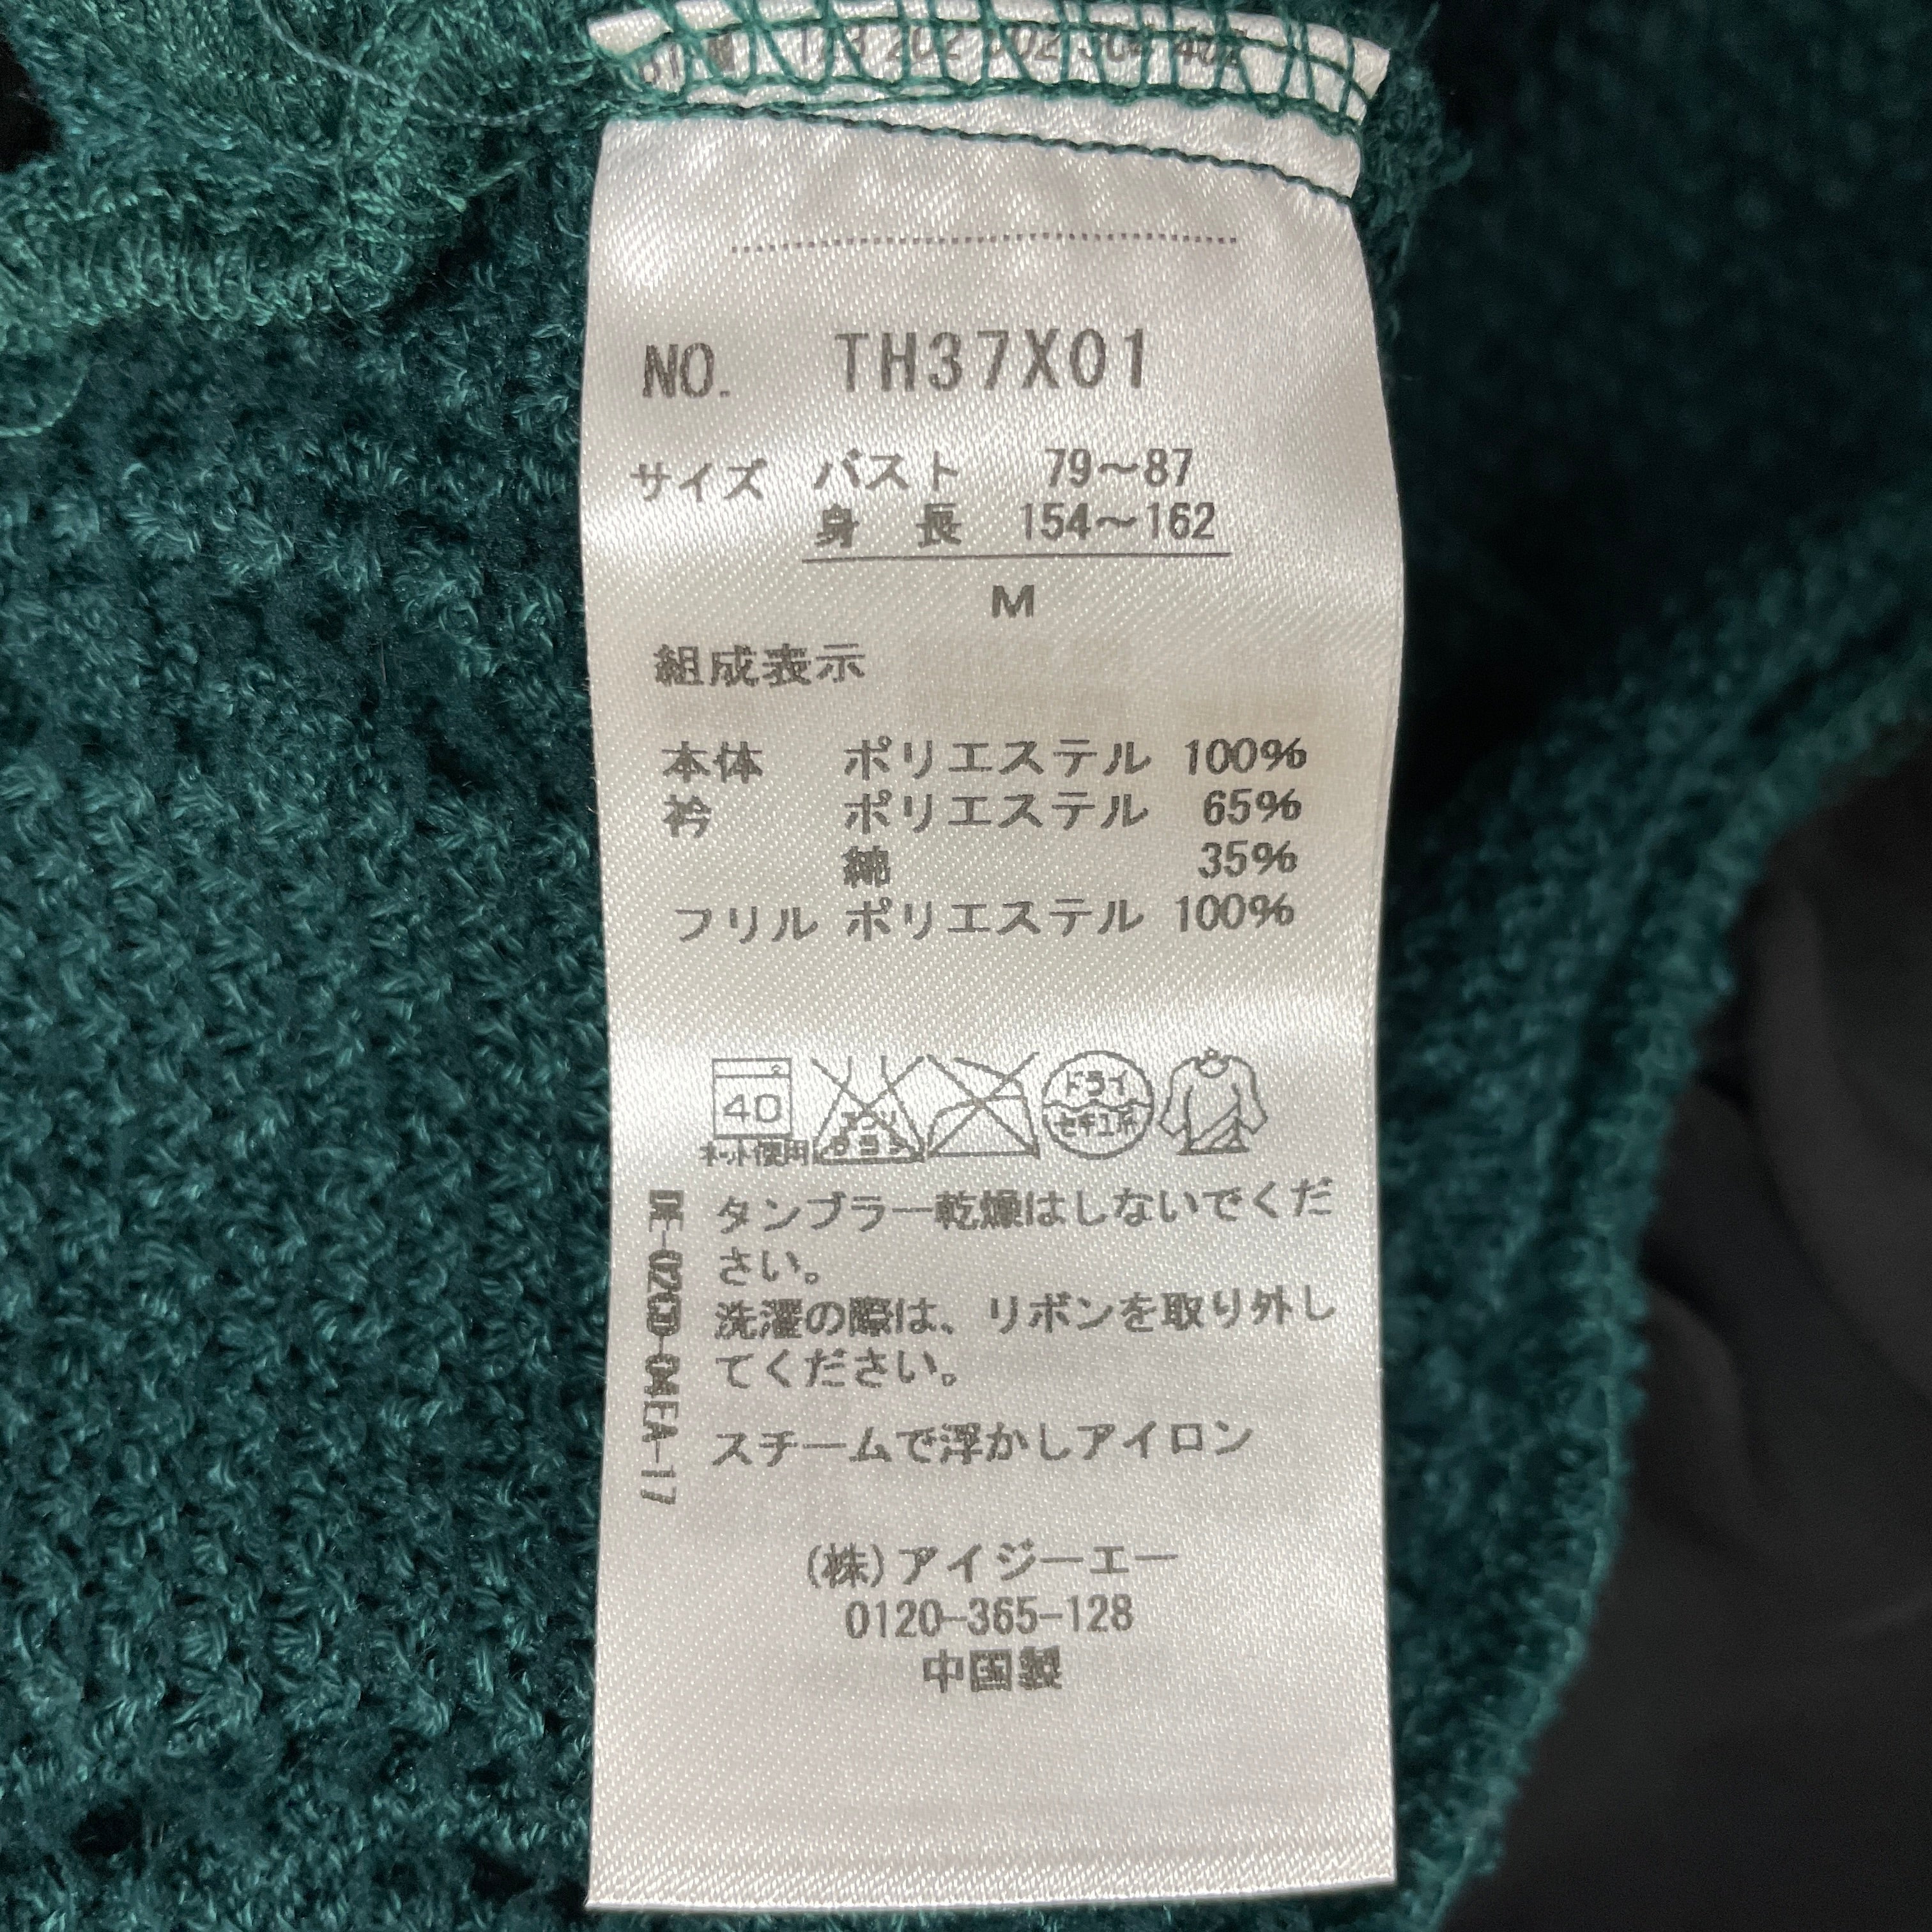 NO. TH37X01
サイズ バスト 79～87
身長 154～162
M
組成表示
本体 ポリエステル 100%
衿 ポリエステル 65%
綿 35%
フリル ポリエステル 100%
40
ネット使用
エンソ
サラシ
ドライ
セキユ系
タンブラー乾燥はしないでくだ
さい。
洗濯の際は、リボンを取り外し
てください。
スチームで浮かしアイロン
(株)アイジーエー
0120-365-128
中国製